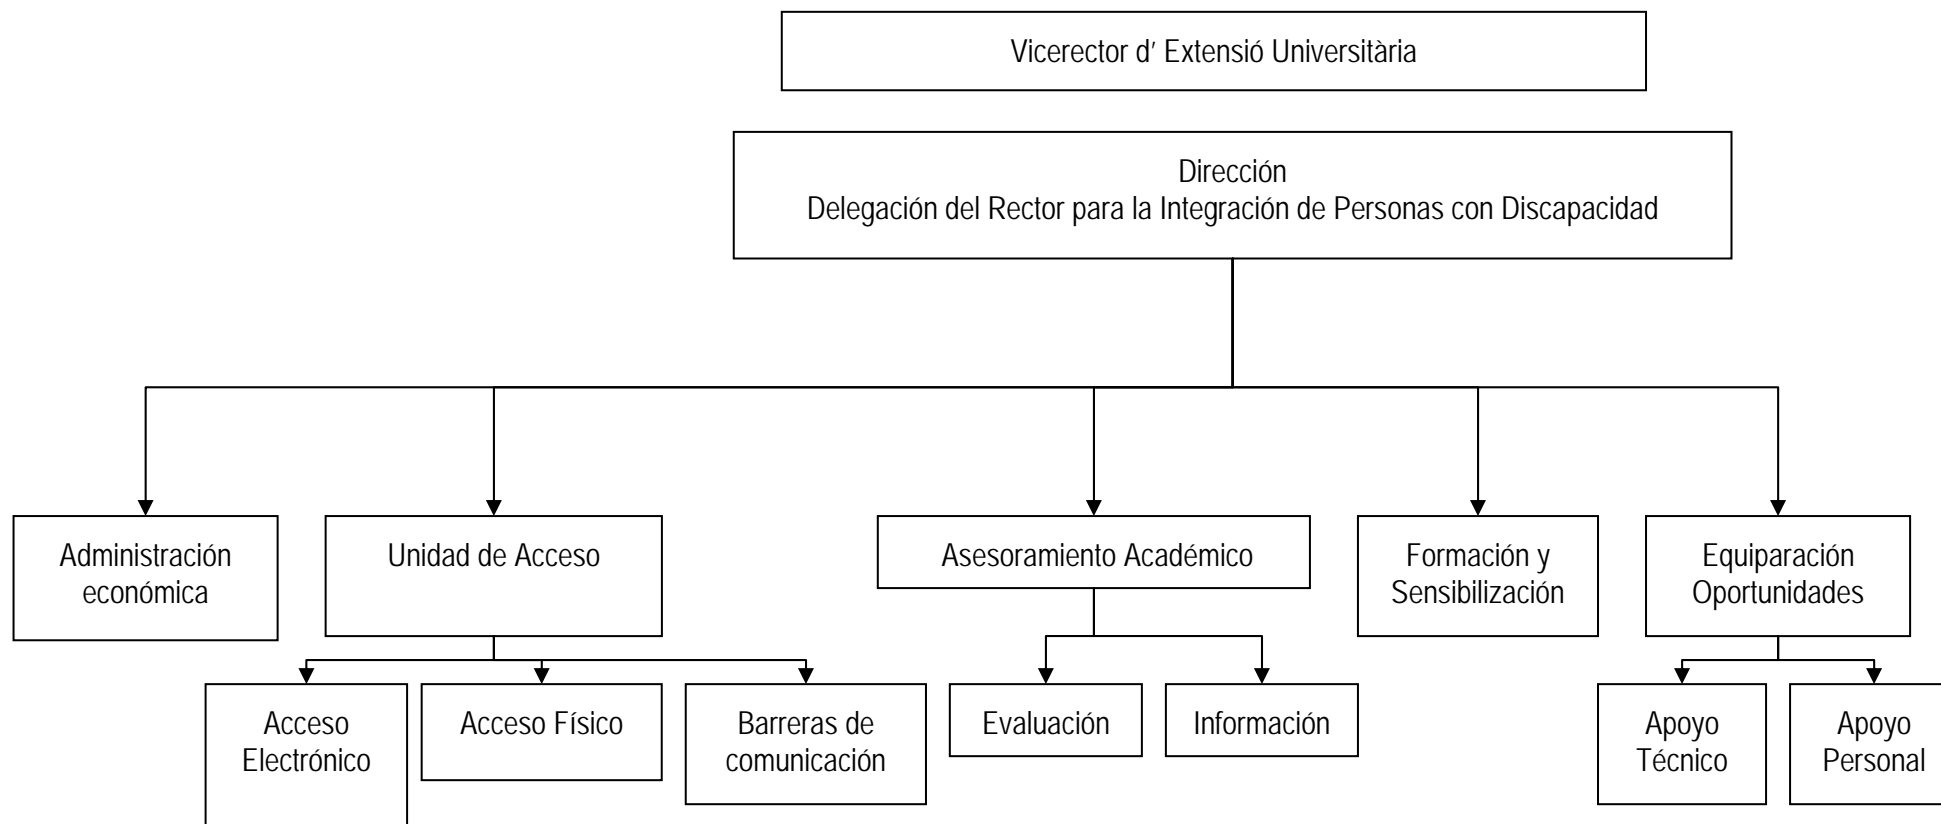 Vicerector d' Extensió Universitària
Dirección
Delegación del Rector para la Integración de Personas con Discapacidad
Administración
económica
Unidad de Acceso
Asesoramiento Académico
Formación y
Sensibilización
Equiparación
Oportunidades
Acceso
Electrónico
Acceso Físico
Barreras de
comunicación
Evaluación
Información
Apoyo
Técnico
Apoyo
Personal